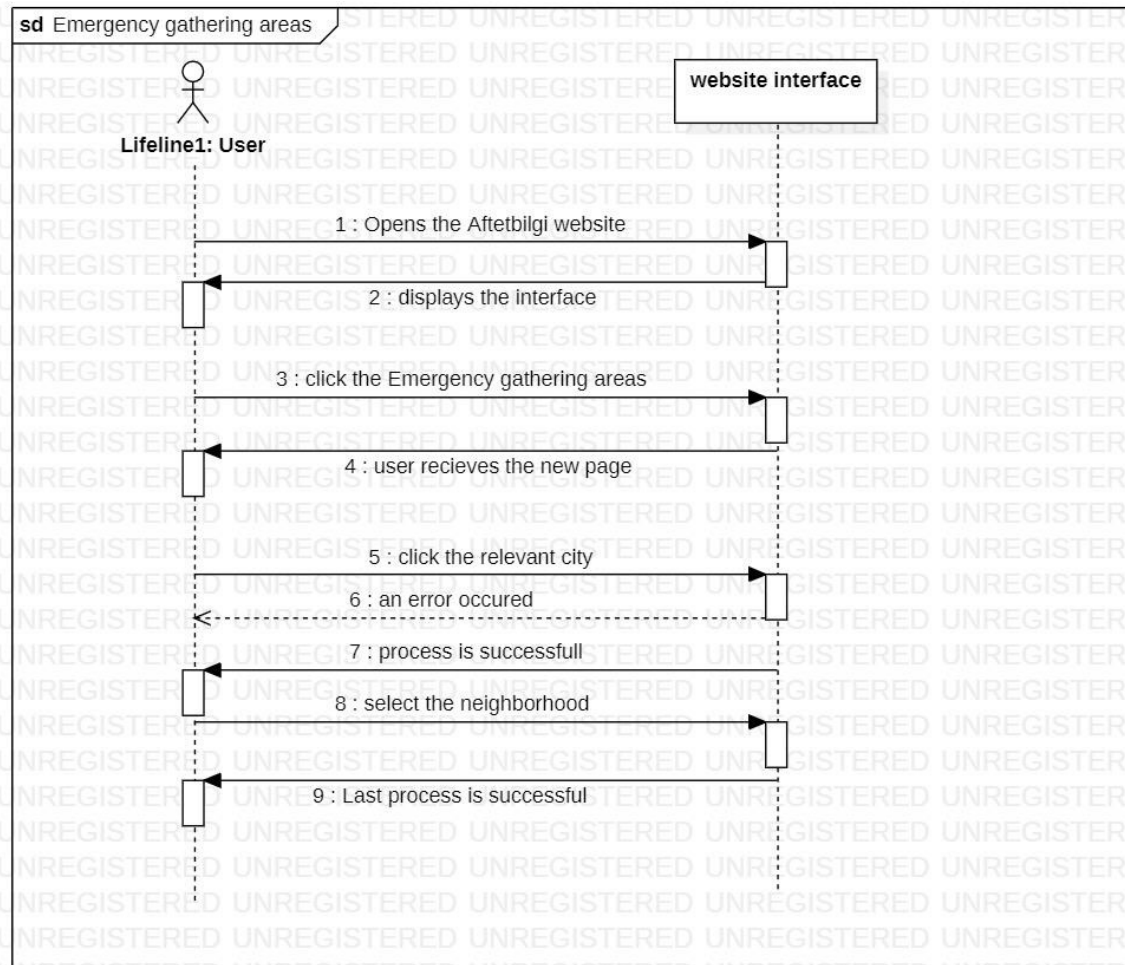 sd Emergency gathering areas
website interface
Lifeline1: User
1 : Opens the Aftetbilgi website
2 : displays the interface
3 : click the Emergency gathering areas
4 : user recieves the new page
5 : click the relevant city
6 : an error occured
7 : process is successfull
8 : select the neighborhood
9 : Last process is successful
UNREGISTERED